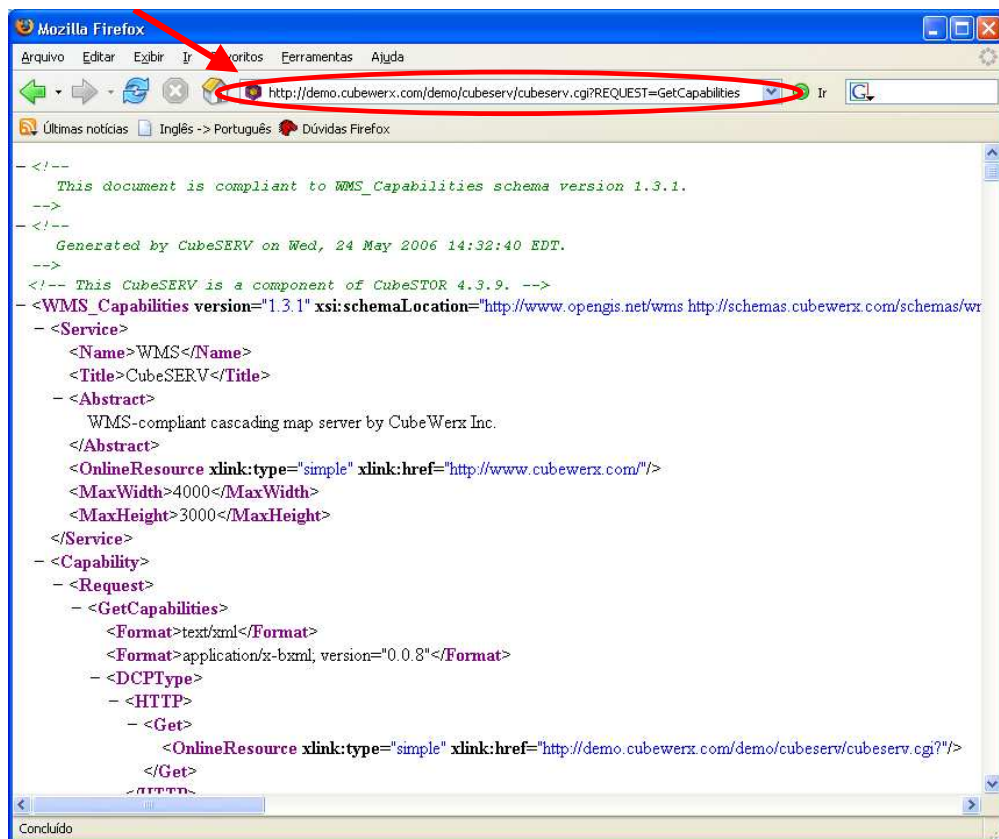 Mozilla Firefox
Arquivo Editar Exibir Ir voritos Ferramentas Ajuda
http://demo.cubewerx.com/demo/cubeserv/cubeserv.cgi?REQUEST=GetCapabilities Ir G
Últimas notícias Inglês -> Português Dúvidas Firefox
– <!--
This document is compliant to WMS_Capabilities schema version 1.3.1.
-->
– <!--
Generated by CubeSERV on Wed, 24 May 2006 14:32:40 EDT.
-->
<!-- This CubeSERV is a component of CubeSTOR 4.3.9. -->
– <WMS_Capabilities version="1.3.1" xsi:schemaLocation="http://www.opengis.net/wms http://schemas.cubewerx.com/schemas/wr
– <Service>
<Name>WMS</Name>
<Title>CubeSERV</Title>
– <Abstract>
WMS-compliant cascading map server by CubeWerx Inc.
</Abstract>
<OnlineResource xlink:type="simple" xlink:href="http://www.cubewerx.com/"/>
<MaxWidth>4000</MaxWidth>
<MaxHeight>3000</MaxHeight>
</Service>
– <Capability>
– <Request>
– <GetCapabilities>
<Format>text/xml</Format>
<Format>application/x-bxml; version="0.0.8"</Format>
– <DCPType>
– <HTTP>
– <Get>
<OnlineResource xlink:type="simple" xlink:href="http://demo.cubewerx.com/demo/cubeserv/cubeserv.cgi?"/>
</Get>
</HTTP>
Concluído